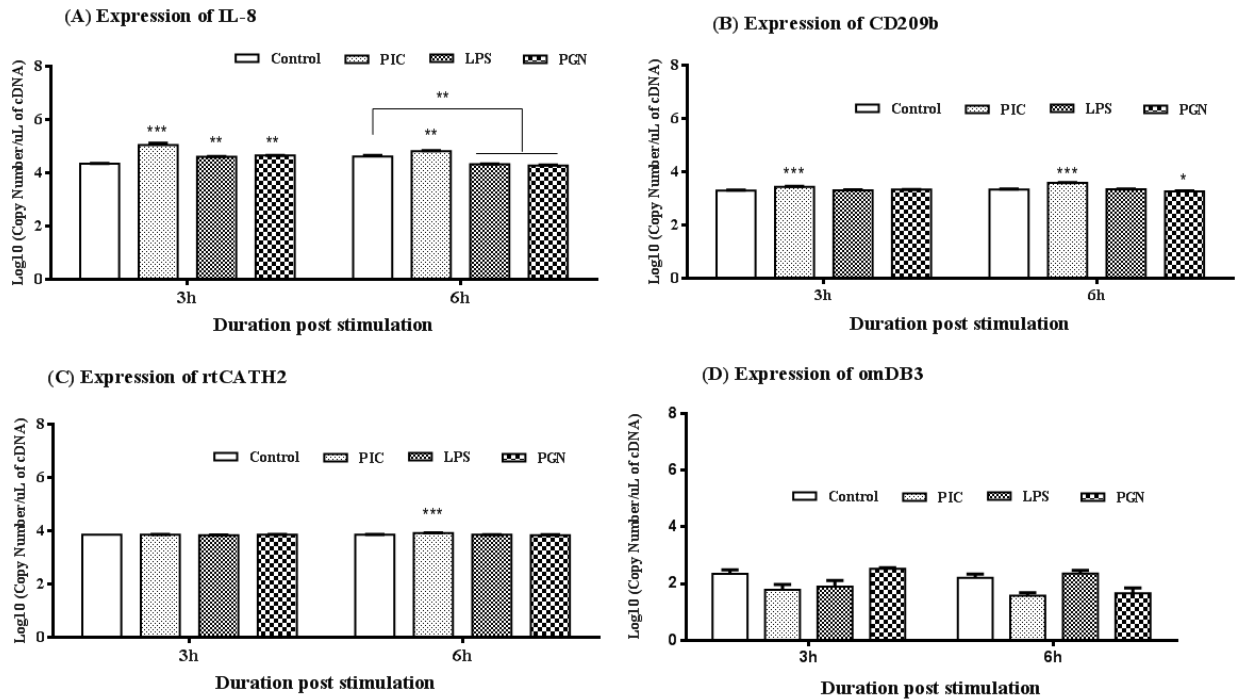 (A) Expression of IL-8
Control PIC LPS PGN
Log10 (Copy Number/uL of cDNA)
8
6
4
2
0
*** ** **
**
**
3h 6h
Duration post stimulation
(B) Expression of CD209b
Control PIC LPS PGN
Log10 (Copy Number/uL of cDNA)
8
6
4
2
0
*** *** *
3h 6h
Duration post stimulation
(C) Expression of rtCATH2
Control PIC LPS PGN
Log10 (Copy Number/uL of cDNA)
8
6
4
2
0
***
3h 6h
Duration post stimulation
(D) Expression of omDB3
Control PIC LPS PGN
Log10 (Copy Number/uL of cDNA)
8
6
4
2
0
3h 6h
Duration post stimulation